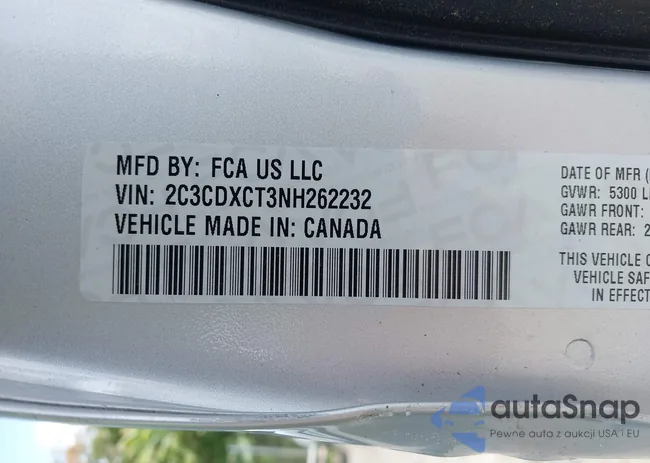 MFD BY: FCA US LLC
VIN: 2C3CDXCT3NH262232
VEHICLE MADE IN: CANADA
DATE OF MFR
GVWR: 5300
GAWR FRONT:
GAWR REAR:
THIS VEHICLE
VEHICLE
IN EFFECT
autaSnap
Pewne auta z aukcji USA i EU